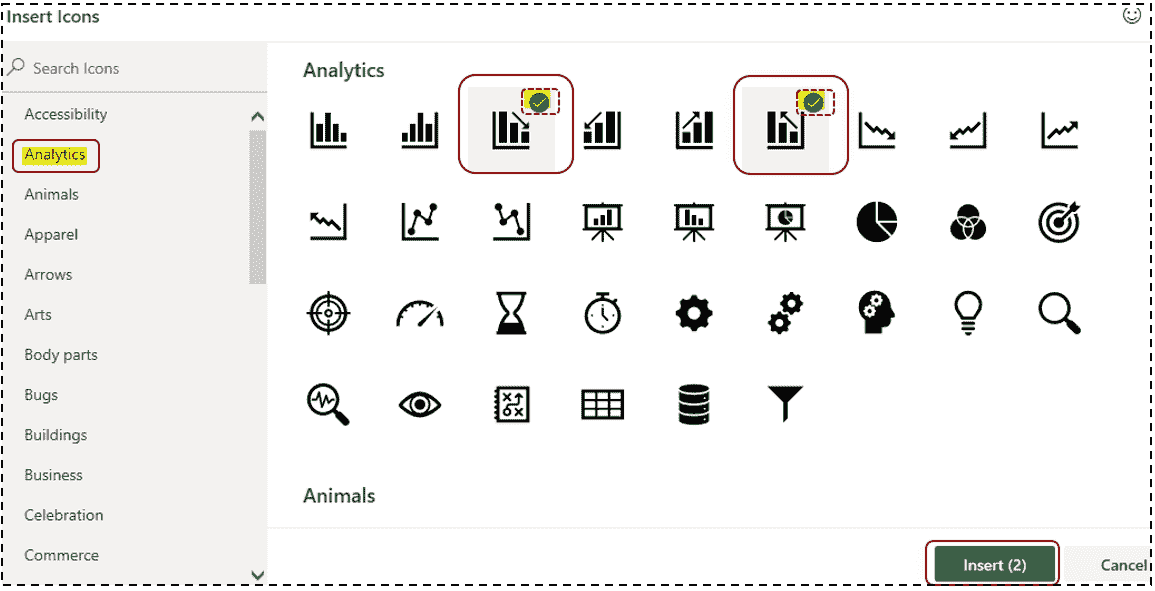 Insert Icons
Search Icons
Accessibility
Analytics
Animals
Apparel
Arrows
Arts
Body parts
Bugs
Buildings
Business
Celebration
Commerce
Analytics
Animals
Insert (2)
Cancel